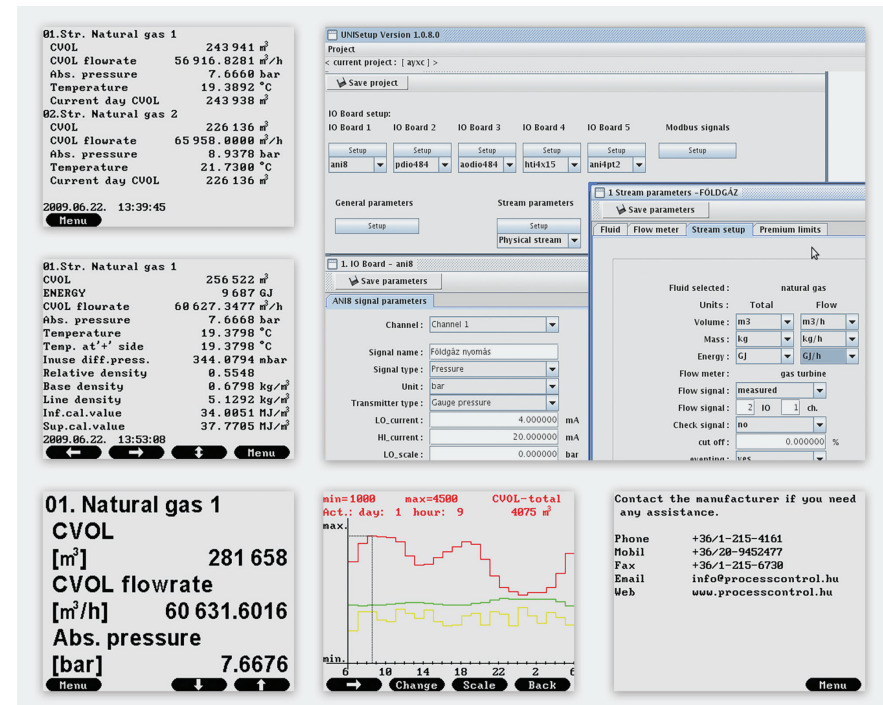 01.Str. Natural gas 1
CVOL 243 941 m³
CVOL flowrate 56 916.8281 m³/h
Abs. pressure 7.6660 bar
Temperature 19.3892 °C
Current day CVOL 243 938 m³
02.Str. Natural gas 2
CVOL 226 136 m³
CVOL flowrate 65 958.0000 m³/h
Abs. pressure 8.9378 bar
Temperature 21.7300 °C
Current day CVOL 226 136 m³
2009.06.22. 13:39:45
Menu
UNISetup Version 1.0.8.0
Project
< current project : [ ayxc ] >
Save project
IO Board setup:
IO Board 1 IO Board 2 IO Board 3 IO Board 4 IO Board 5 Modbus signals
Setup Setup Setup Setup Setup Setup
ani8 pdio484 aodio484 hti4x15 ani4pt2
General parameters Stream parameters
Setup Setup
Physical stream
1 Stream parameters -FÖLDGÁZ
Save parameters
Fluid Flow meter Stream setup Premium limits
Fluid selected : natural gas
Units : Total Flow
Volume : m3 m3/h
Mass : kg kg/h
Energy : GJ GJ/h
Flow meter : gas turbine
Flow signal : measured
Flow signal : 2 IO 1 ch.
Check signal : no
cut off : 0.000000 %
eventing : yes
1. IO Board - ani8
Save parameters
ANI8 signal parameters
Channel : Channel 1
Signal name : Földgáz nyomás
Signal type : Pressure
Unit : bar
Transmitter type : Gauge pressure
LO_current : 4.000000 mA
HI_current : 20.000000 mA
LO_scale : 0.000000 bar
01.Str. Natural gas 1
CVOL 256 522 m³
ENERGY 9 687 GJ
CVOL flowrate 60 627.3477 m³/h
Abs. pressure 7.6668 bar
Temperature 19.3798 °C
Temp. at'+' side 19.3798 °C
Inuse diff.press. 344.0794 mbar
Relative density 0.5548
Base density 0.6798 kg/m³
Line density 5.1292 kg/m³
Inf.cal.value 34.0051 MJ/m³
Sup.cal.value 37.7705 MJ/m³
2009.06.22. 13:53:08
← → ↕ Menu
01. Natural gas 1
CVOL
[m³] 281 658
CVOL flowrate
[m³/h] 60 631.6016
Abs. pressure
[bar] 7.6676
Menu ↓ ↑
min=1000 max=4500 CVOL-total
Act.: day: 1 hour: 9 4075 m³
max.
min.
6 10 14 18 22 2 6
→ Change Scale Back
Contact the manufacturer if you need
any assistance.
Phone +36/1-215-4161
Mobil +36/20-9452477
Fax +36/1-215-6730
Email info@processcontrol.hu
Web www.processcontrol.hu
Menu